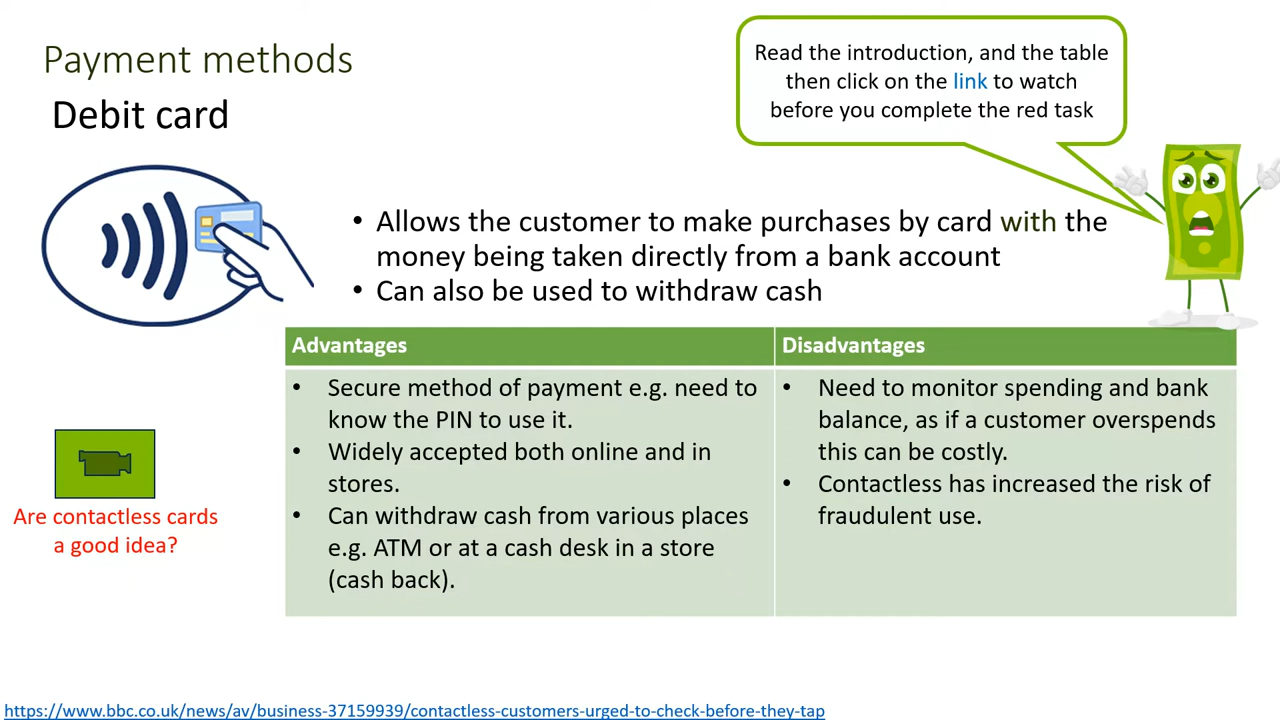 Payment methods
Debit card
Read the introduction, and the table
then click on the link to watch
before you complete the red task
• Allows the customer to make purchases by card with the
money being taken directly from a bank account
• Can also be used to withdraw cash
Advantages
• Secure method of payment e.g. need to
know the PIN to use it.
• Widely accepted both online and in
stores.
• Can withdraw cash from various places
e.g. ATM or at a cash desk in a store
(cash back).
Disadvantages
• Need to monitor spending and bank
balance, as if a customer overspends
this can be costly.
• Contactless has increased the risk of
fraudulent use.
Are contactless cards
a good idea?
https://www.bbc.co.uk/news/av/business-37159939/contactless-customers-urged-to-check-before-they-tap